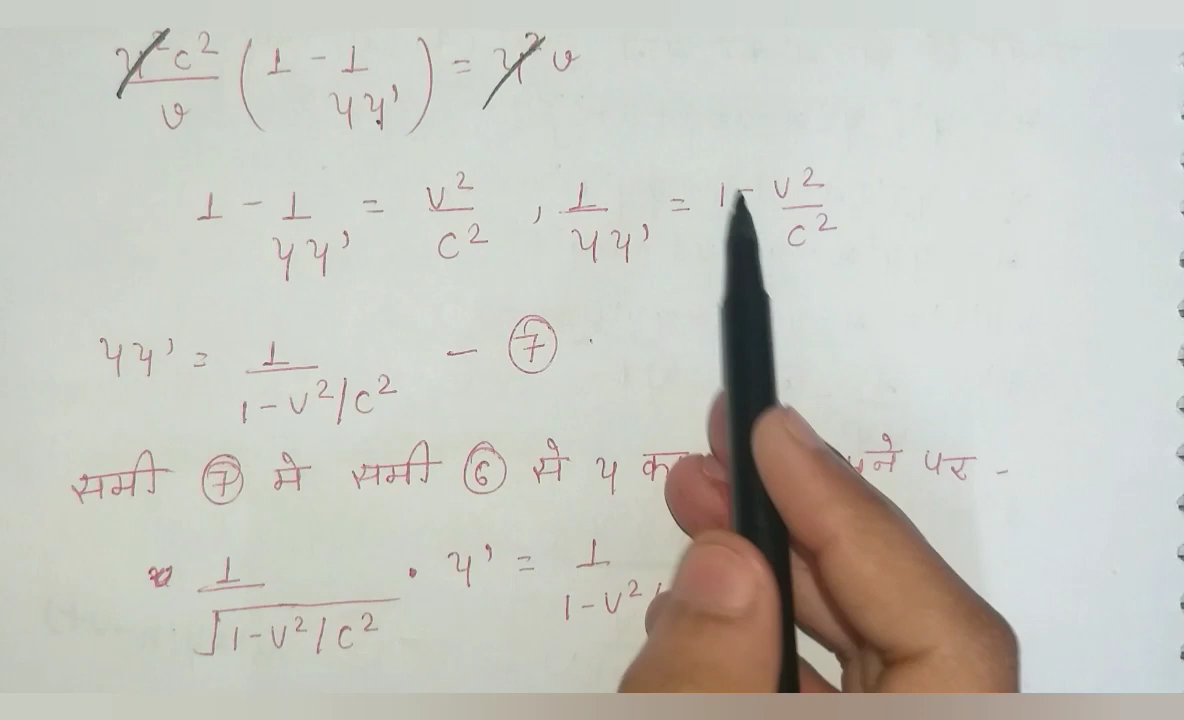 γ²c²/v (1 - 1/γγ') = γ²v
1 - 1/γγ' = v²/c² , 1/γγ' = 1 - v²/c²
γγ' = 1/1-v²/c² - ⑦
समी ⑦ मे समी ⑥ से γ पर -
1/√1-v²/c² . γ' = 1/1-v²/